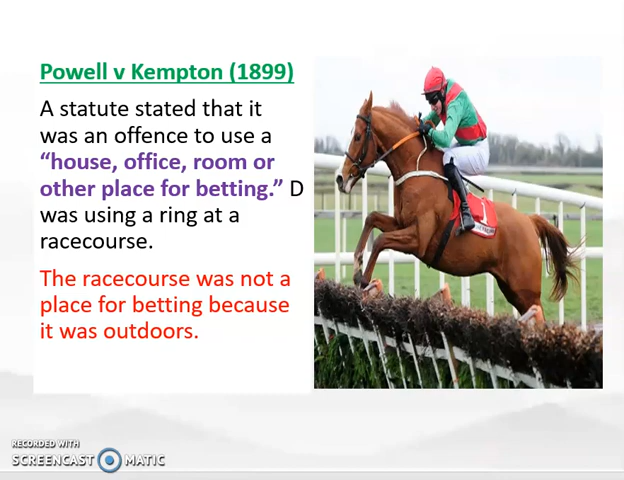 Powell v Kempton (1899)
A statute stated that it
was an offence to use a
“house, office, room or
other place for betting.” D
was using a ring at a
racecourse.
The racecourse was not a
place for betting because
it was outdoors.
1
RECORDED WITH
SCREENCAST MATIC